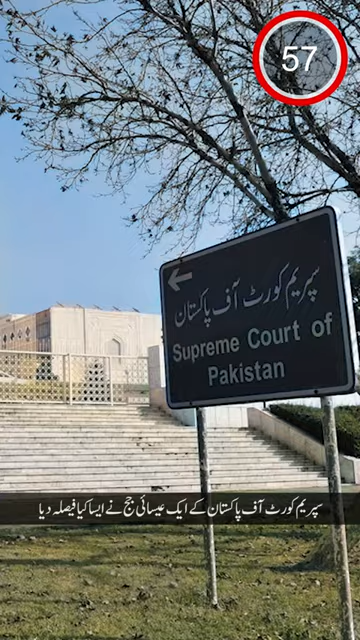 57
سپریم کورٹ آف پاکستان
Supreme Court of
Pakistan
سپریم کورٹ آف پاکستان کے ایک عیسائی جج نے ایسا کیا فیصلہ دیا